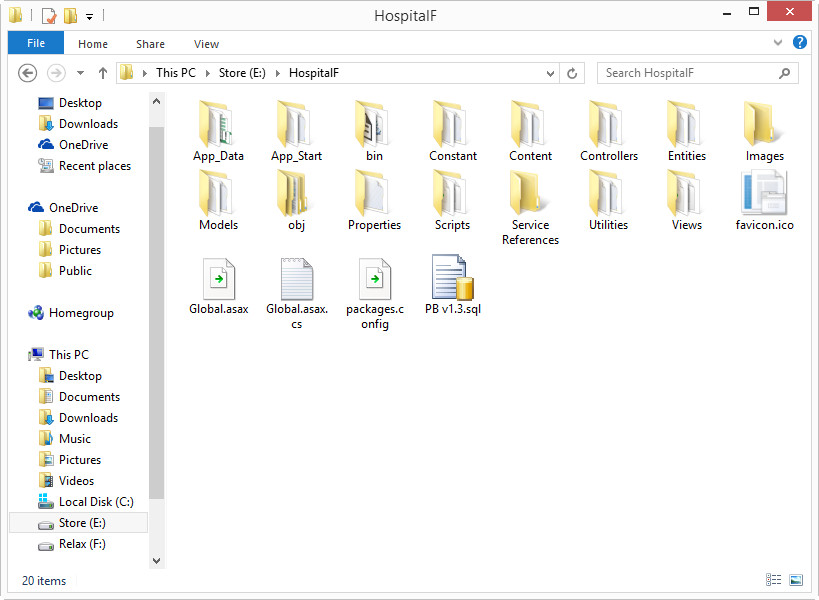 HospitalF
File
Home
Share
View
This PC
Store (E:)
HospitalF
Search HospitalF
Desktop
Downloads
OneDrive
Recent places
OneDrive
Documents
Pictures
Public
Homegroup
This PC
Desktop
Documents
Downloads
Music
Pictures
Videos
Local Disk (C:)
Store (E:)
Relax (F:)
App_Data
App_Start
bin
Constant
Content
Controllers
Entities
Images
Models
obj
Properties
Scripts
Service
References
Utilities
Views
favicon.ico
Global.asax
Global.asax.
cs
packages.c
onfig
PB v1.3.sql
20 items